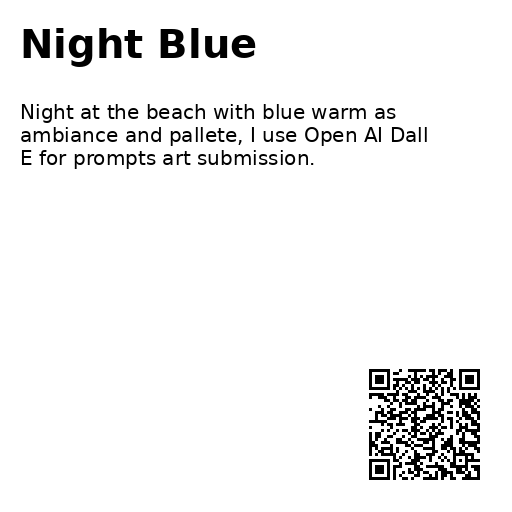 Night Blue
Night at the beach with blue warm as
ambiance and pallete, I use Open AI Dall
E for prompts art submission.